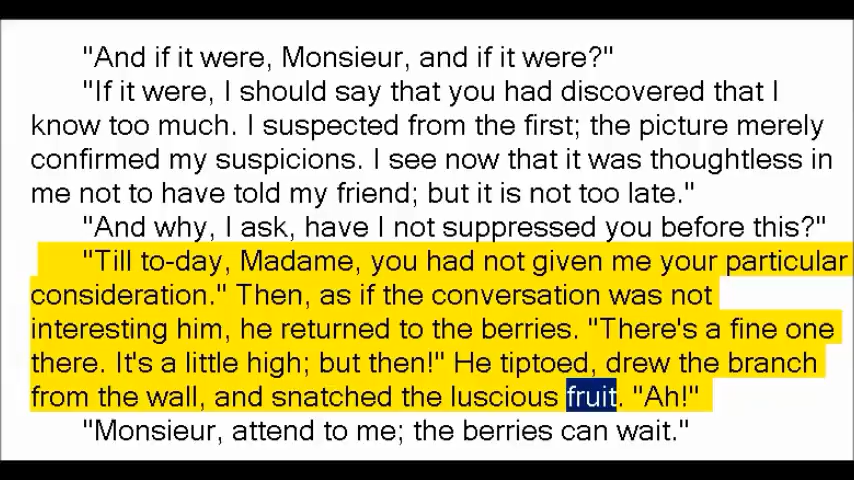 "And if it were, Monsieur, and if it were?"
"If it were, I should say that you had discovered that I
know too much. I suspected from the first; the picture merely
confirmed my suspicions. I see now that it was thoughtless in
me not to have told my friend; but it is not too late."
"And why, I ask, have I not suppressed you before this?"
"Till to-day, Madame, you had not given me your particular
consideration." Then, as if the conversation was not
interesting him, he returned to the berries. "There's a fine one
there. It's a little high; but then!" He tiptoed, drew the branch
from the wall, and snatched the luscious fruit. "Ah!"
"Monsieur, attend to me; the berries can wait."